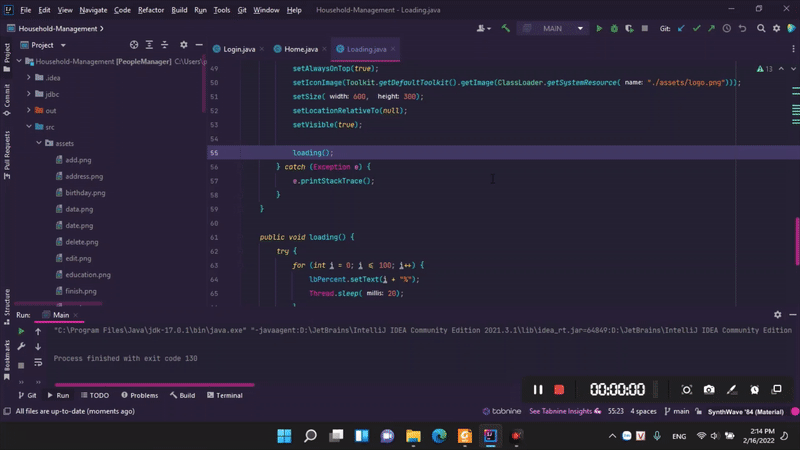 File Edit View Navigate Code Refactor Build Run Tools Git Window Help Household-Management - Loading.java
Household-Management
MAIN
Git:
Project
Login.java
Home.java
Loading.java
Household-Management [PeopleManager] C:\Users\
.idea
jdbc
out
src
assets
add.png
address.png
birthday.png
data.png
date.png
delete.png
edit.png
education.png
finish.png
Project
Commit
Pull Requests
Structure
Bookmarks
13
49 setAlwaysOnTop(true);
50 setIconImage(Toolkit.getDefaultToolkit().getImage(ClassLoader.getSystemResource( name: "./assets/logo.png")));
51 setSize( width: 600, height: 300);
52 setLocationRelativeTo(null);
53 setVisible(true);
54
55 loading();
56 } catch (Exception e) {
57 e.printStackTrace();
58 }
59 }
60
61 public void loading() {
62 try {
63 for (int i = 0; i ⩽ 100; i++) {
64 lbPercent.setText(i + "%");
65 Thread.sleep( millis: 20);
Run: Main
"C:\Program Files\Java\jdk-17.0.1\bin\java.exe" "-javaagent:D:\JetBrains\IntelliJ IDEA Community Edition 2021.3.1\lib\idea_rt.jar=64849:D:\JetBrains\IntelliJ IDEA Community Edition
Process finished with exit code 130
00:00:00
Git Run TODO Problems Build Terminal
All files are up-to-date (moments ago)
tabnine See Tabnine Insights 55:23 4 spaces main SynthWave '84 (Material)
ENG
2:14 PM
2/16/2022